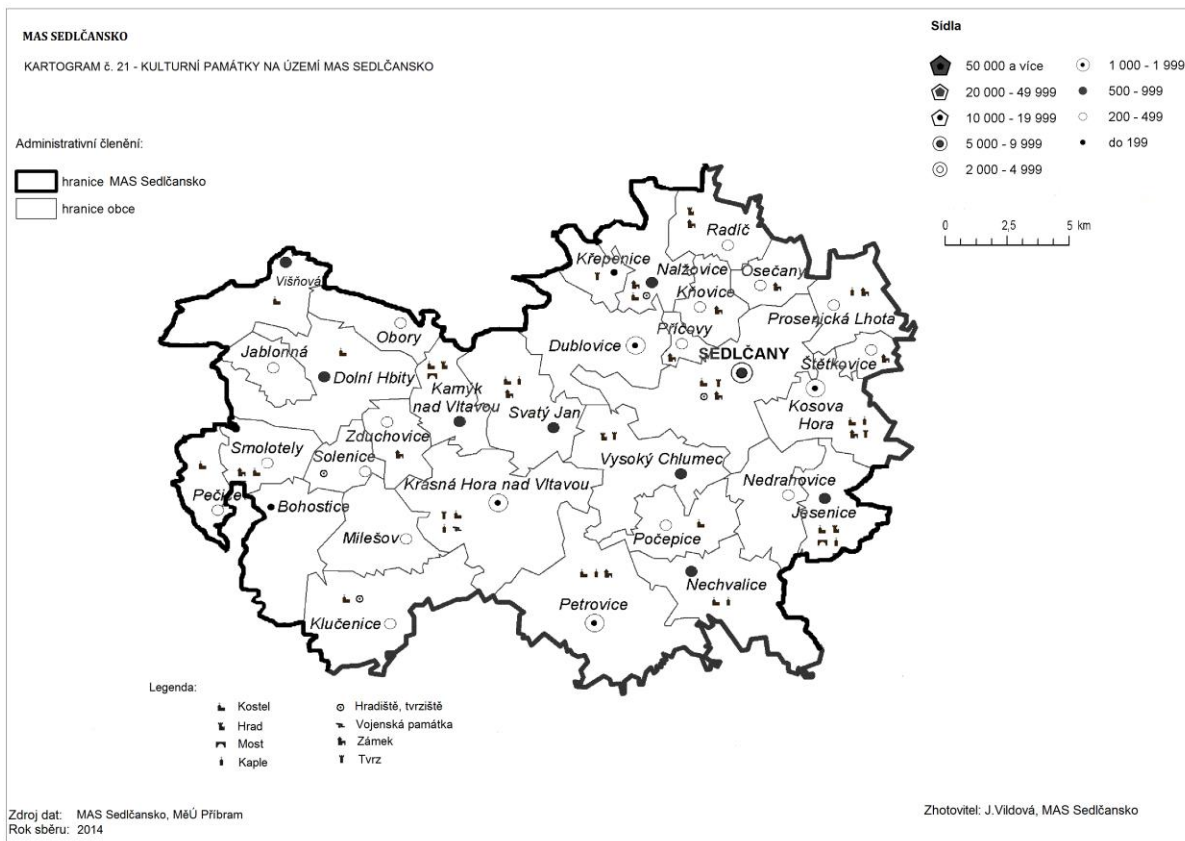 MAS SEDLČANSKO
KARTOGRAM č. 21 - KULTURNÍ PAMÁTKY NA ÚZEMÍ MAS SEDLČANSKO
Administrativní členění:
hranice MAS Sedlčansko
hranice obce
Sídla
50 000 a více
20 000 - 49 999
10 000 - 19 999
5 000 - 9 999
2 000 - 4 999
1 000 - 1 999
500 - 999
200 - 499
do 199
0 2,5 5 km
Radíč
Křepenice
Nalžovice
Osečany
Višňová
Kňovice
Prosenická Lhota
Obory
Příčovy
Dublovice
Jablonná
SEDLČANY
Štětkovice
Dolní Hbity
Kamýk
nad Vltavou
Svatý Jan
Kosova
Hora
Zduchovice
Smolotely
Solenice
Vysoký Chlumec
Krásná Hora nad Vltavou
Nedrahovice
Pečice
Bohostice
Jesenice
Milešov
Počepice
Nechvalice
Petrovice
Klučenice
Legenda:
Kostel
Hrad
Most
Kaple
Hradiště, tvrziště
Vojenská památka
Zámek
Tvrz
Zdroj dat: MAS Sedlčansko, MěÚ Příbram
Rok sběru: 2014
Zhotovitel: J.Vildová, MAS Sedlčansko